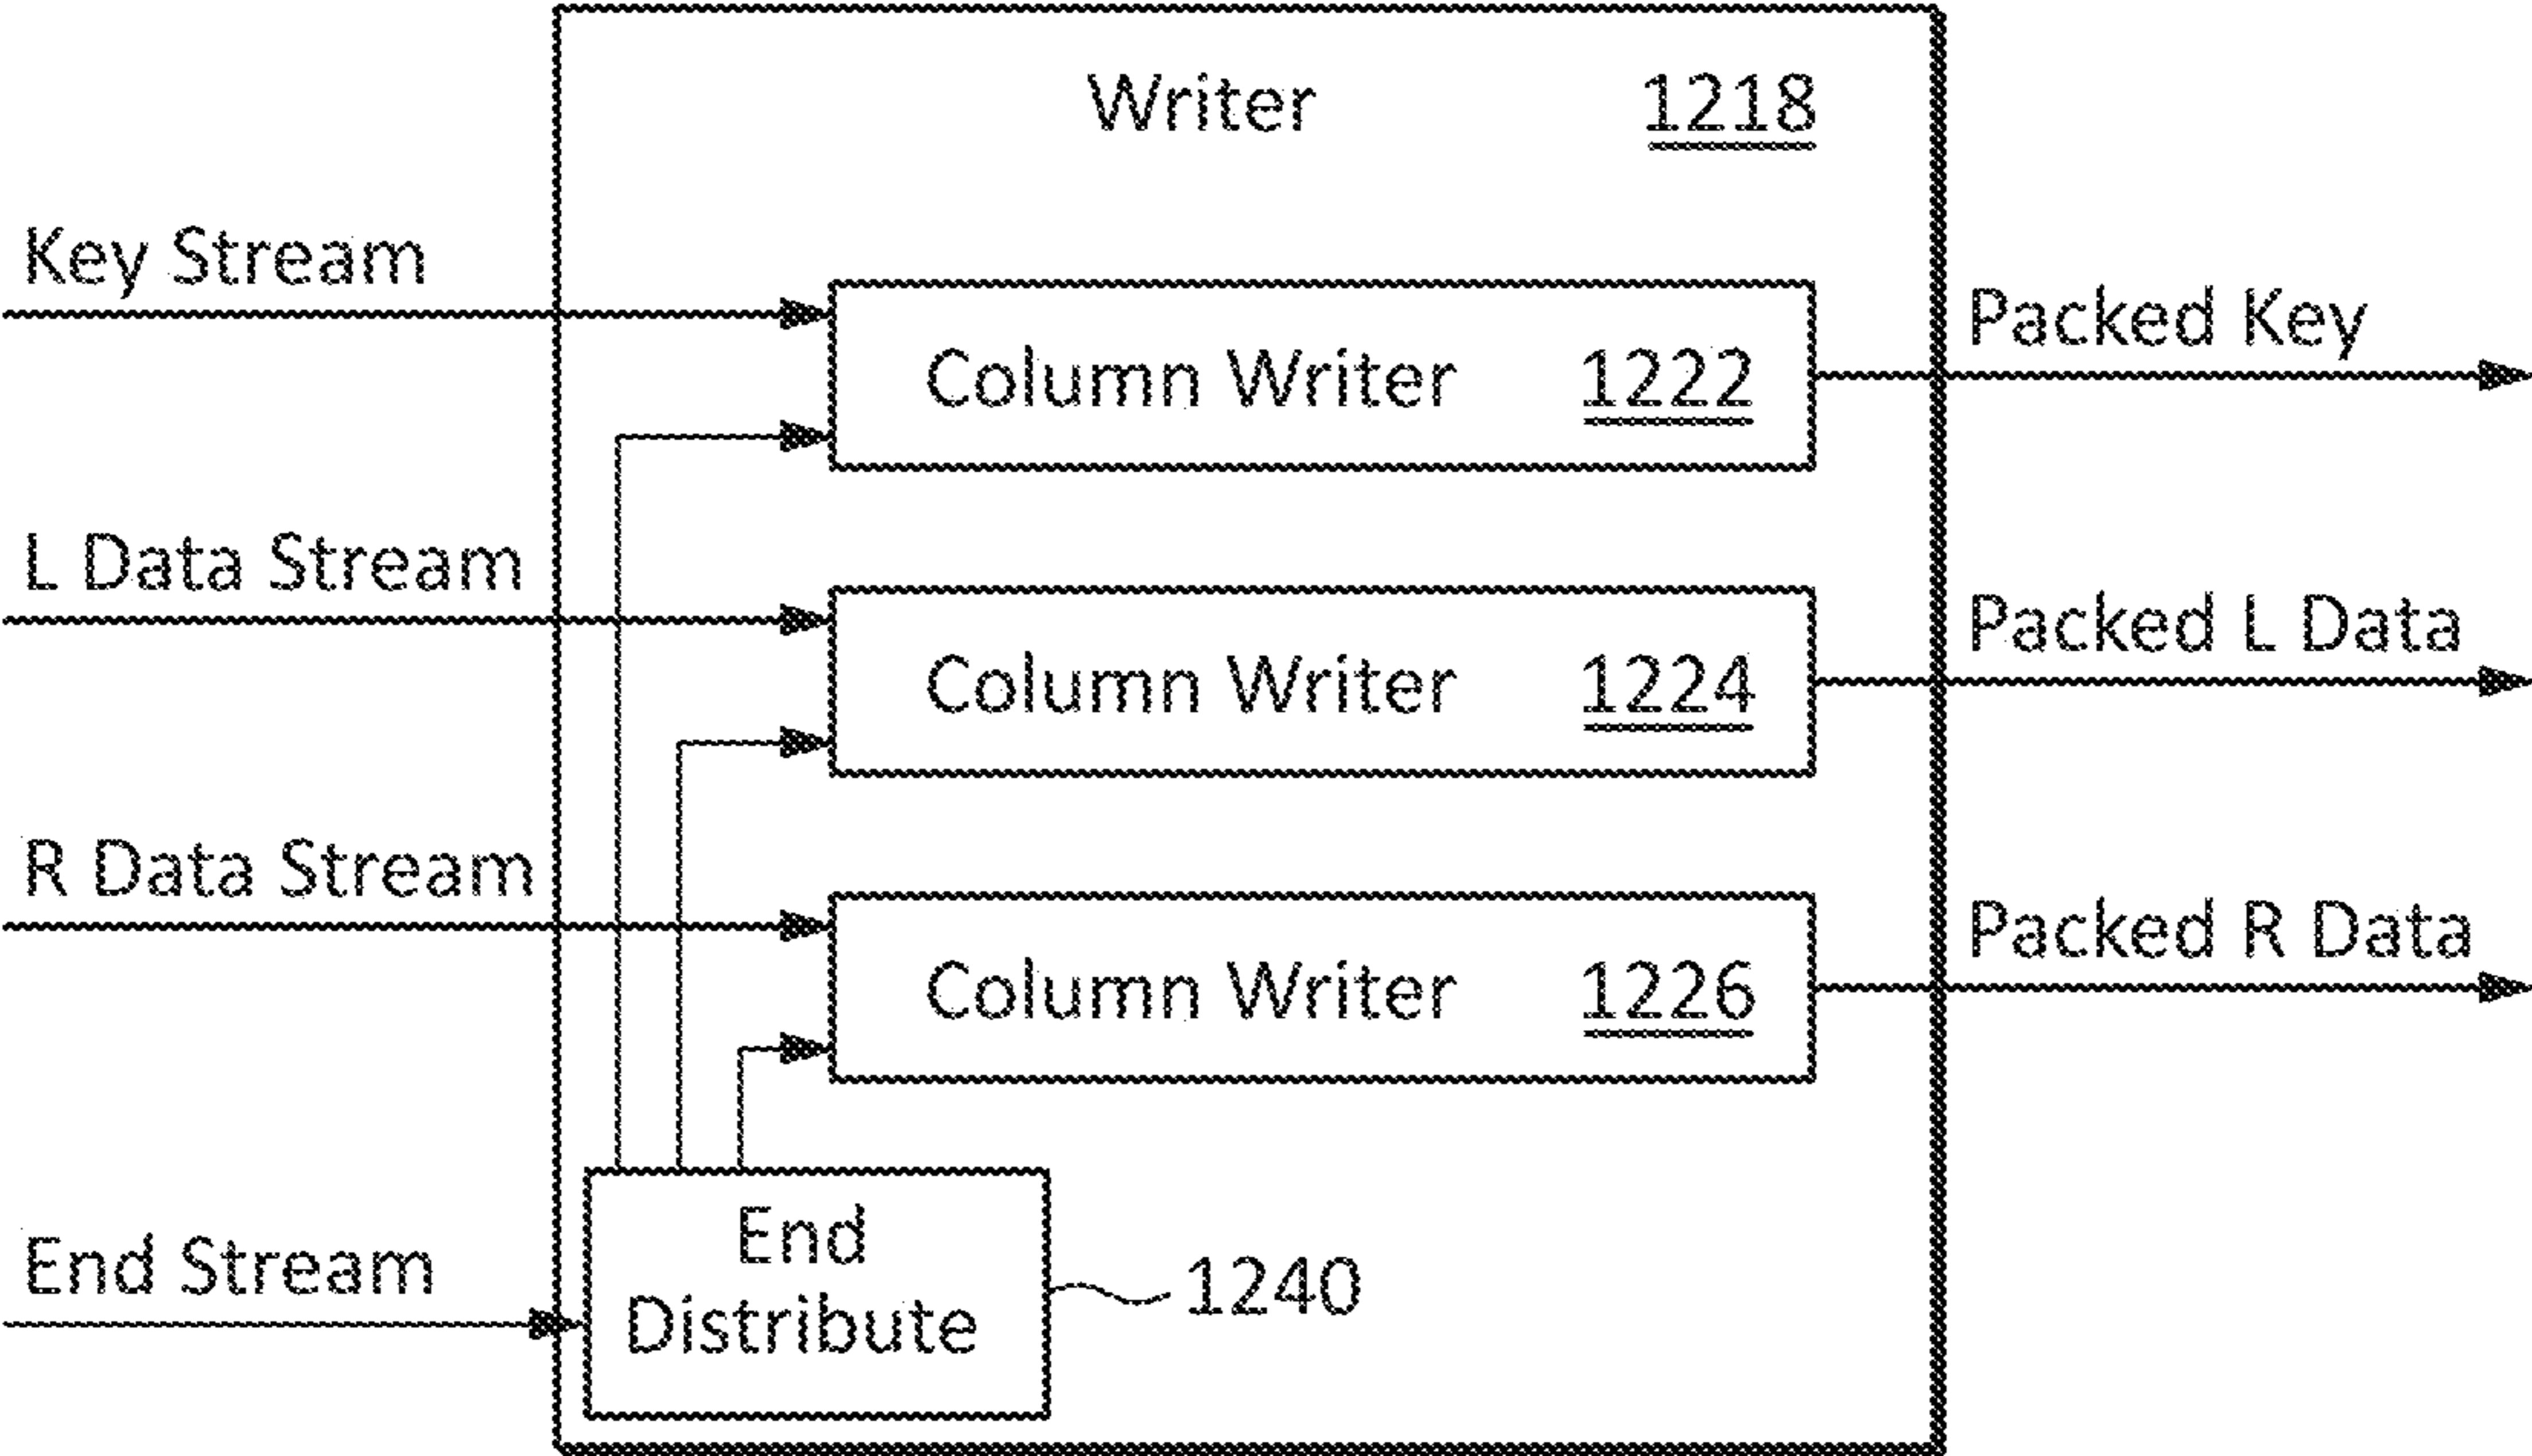 Writer 1218
Key Stream
Column Writer 1222
Packed Key
L Data Stream
Column Writer 1224
Packed L Data
R Data Stream
Column Writer 1226
Packed R Data
End Stream
End
Distribute
1240